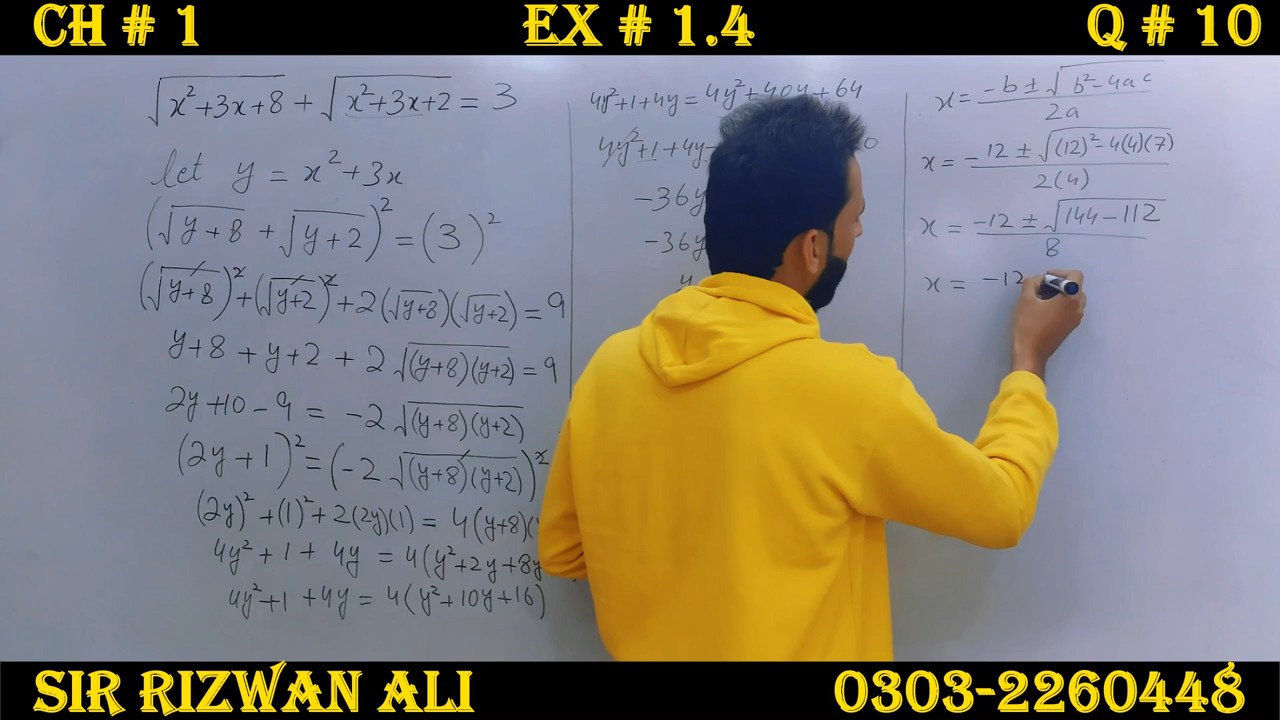 CH # 1
EX # 1.4
Q # 10
√(x²+3x+8) + √(x²+3x+2) = 3
let y = x²+3x
(√(y+8) + √(y+2))² = (3)²
(√(y+8))² + (√(y+2))² + 2(√(y+8))(√(y+2)) = 9
y+8 + y+2 + 2√((y+8)(y+2)) = 9
2y+10-9 = -2√((y+8)(y+2))
(2y+1)² = (-2√((y+8)(y+2)))²
(2y)²+(1)²+2(2y)(1) = 4(y+8)(
4y²+1+4y = 4(y²+2y+8y
4y²+1+4y = 4(y²+10y+16)
4y²+1+4y = 4y²+40y+64
4y²+1+4y
-36y
-36y
x = (-b ± √(b²-4ac))/2a
x = (-12 ± √((12)²-4(4)(7)))/2(4)
x = (-12 ± √(144-112))/8
x = -12
SIR RIZWAN ALI
0303-2260448